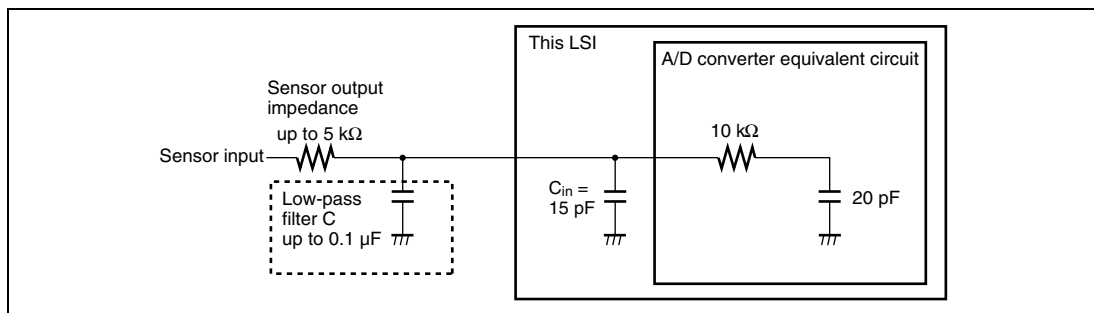 This LSI
A/D converter equivalent circuit
Sensor output
impedance
up to 5 kΩ
10 kΩ
Sensor input
Low-pass
filter C
up to 0.1 µF
Cin =
15 pF
20 pF